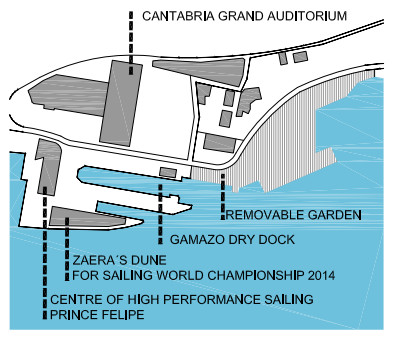 CANTABRIA GRAND AUDITORIUM
REMOVABLE GARDEN
GAMAZO DRY DOCK
ZAERA´S DUNE
FOR SAILING WORLD CHAMPIONSHIP 2014
CENTRE OF HIGH PERFORMANCE SAILING
PRINCE FELIPE